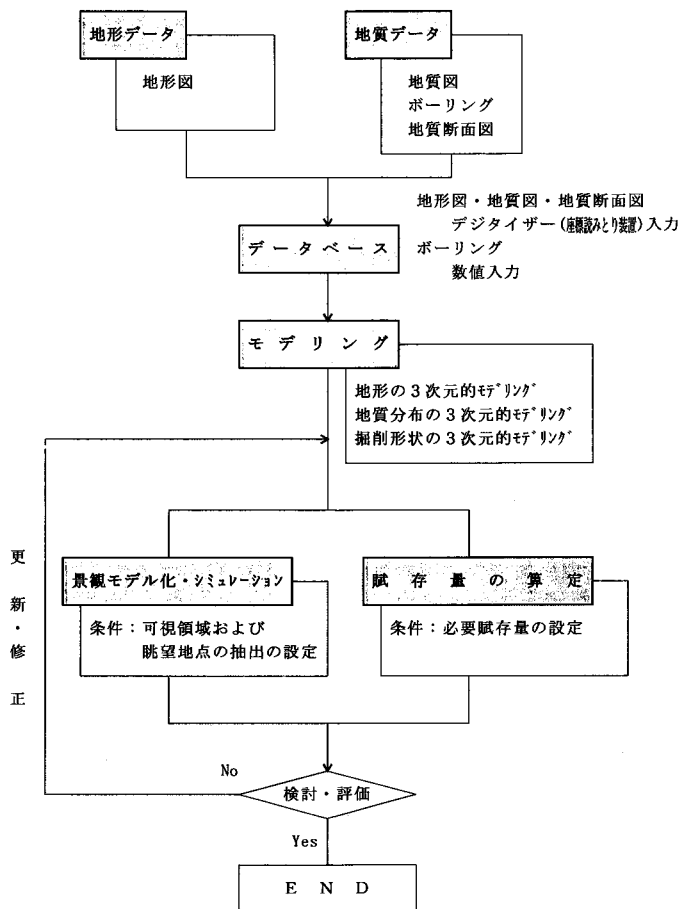 地形データ
地形図
地質データ
地質図
ボーリング
地質断面図
地形図・地質図・地質断面図
デジタイザー(座標読みとり装置)入力
ボーリング
数値入力
データベース
モデリング
地形の3次元的ﾓﾃﾞﾘﾝｸﾞ
地質分布の3次元的ﾓﾃﾞﾘﾝｸﾞ
掘削形状の3次元的ﾓﾃﾞﾘﾝｸﾞ
更新・修正
景観モデル化・ｼﾐｭﾚｰｼｮﾝ
条件：可視領域および
眺望地点の抽出の設定
賦存量の算定
条件：必要賦存量の設定
No
検討・評価
Yes
END